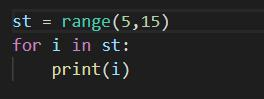 st = range(5,15)
for i in st:
    print(i)